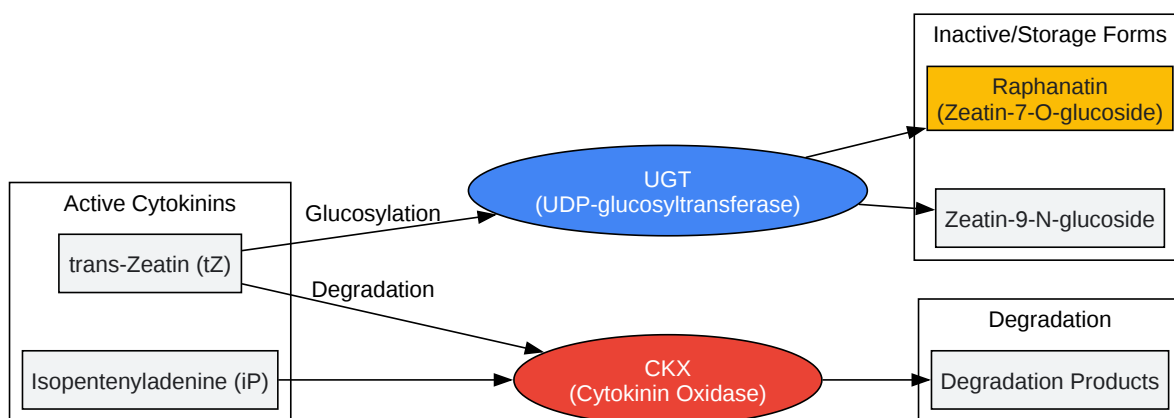 Inactive/Storage Forms
Raphanatin
(Zeatin-7-O-glucoside)
UGT
(UDP-glucosyltransferase)
Active Cytokinins
Glucosylation
Zeatin-9-N-glucoside
trans-Zeatin (tZ)
Degradation
Degradation
Isopentenyladenine (iP)
CKX
(Cytokinin Oxidase)
Degradation Products